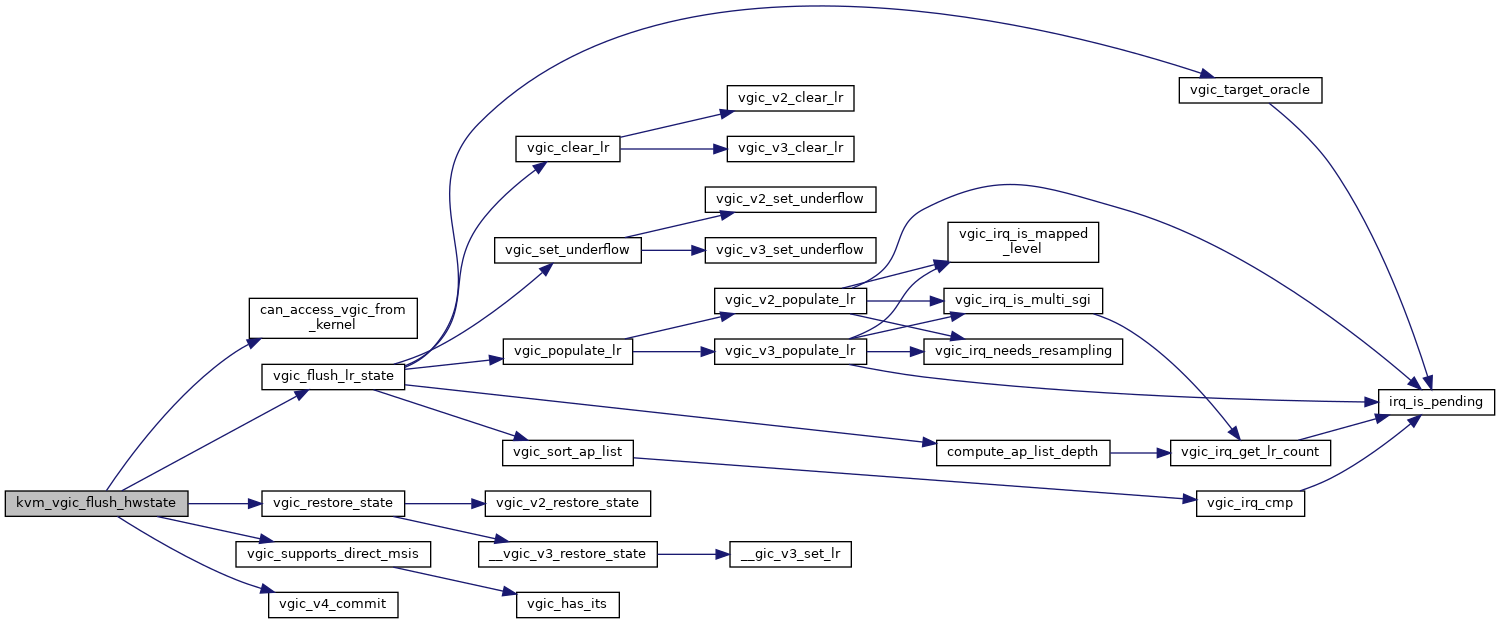 kvm_vgic_flush_hwstate
can_access_vgic_from
_kernel
vgic_flush_lr_state
vgic_restore_state
vgic_supports_direct_msis
vgic_v4_commit
vgic_clear_lr
vgic_set_underflow
vgic_populate_lr
vgic_sort_ap_list
vgic_v2_restore_state
__vgic_v3_restore_state
vgic_has_its
vgic_v2_clear_lr
vgic_v3_clear_lr
vgic_v2_set_underflow
vgic_v3_set_underflow
vgic_v2_populate_lr
vgic_v3_populate_lr
__gic_v3_set_lr
vgic_irq_is_mapped
_level
vgic_irq_is_multi_sgi
vgic_irq_needs_resampling
compute_ap_list_depth
vgic_target_oracle
vgic_irq_get_lr_count
vgic_irq_cmp
irq_is_pending